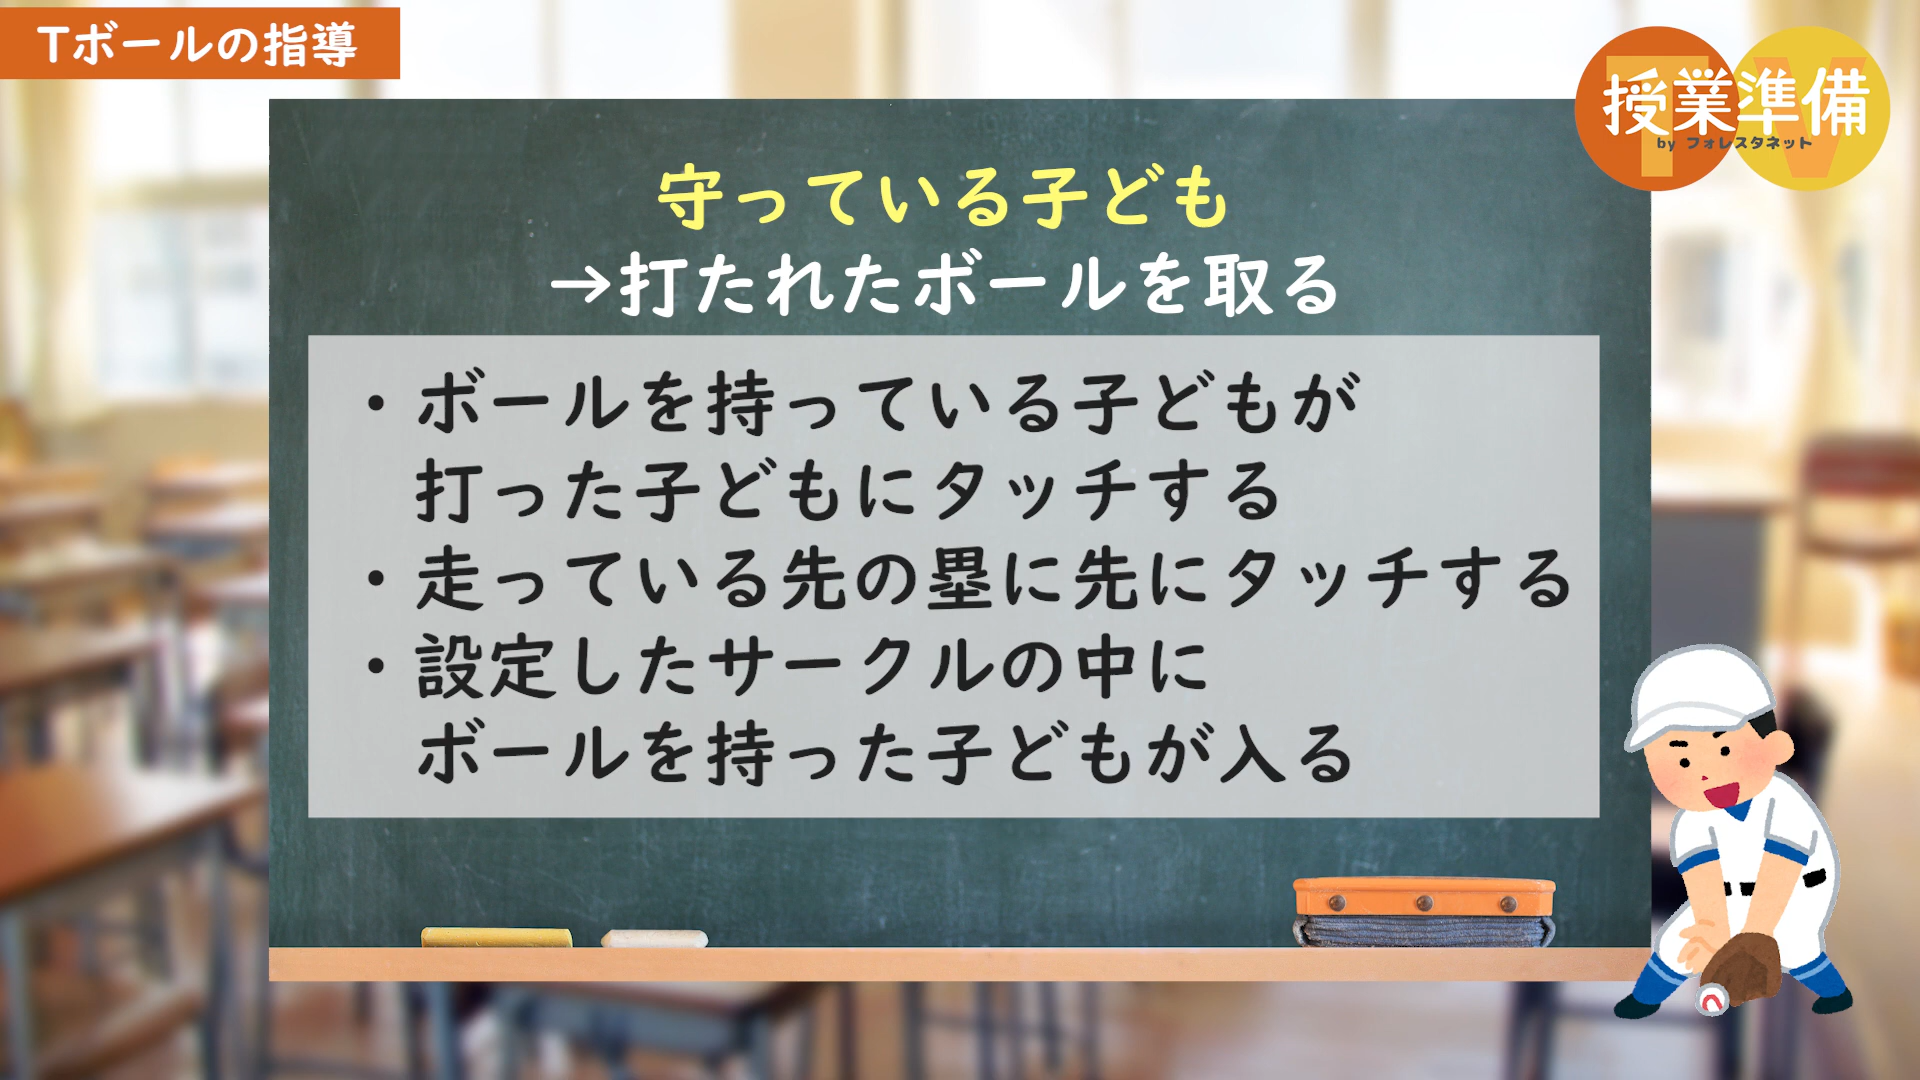 Tボールの指導
授業準備
by フォレスタネット
守っている子ども
→打たれたボールを取る
・ボールを持っている子どもが
打った子どもにタッチする
・走っている先の塁に先にタッチする
・設定したサークルの中に
ボールを持った子どもが入る